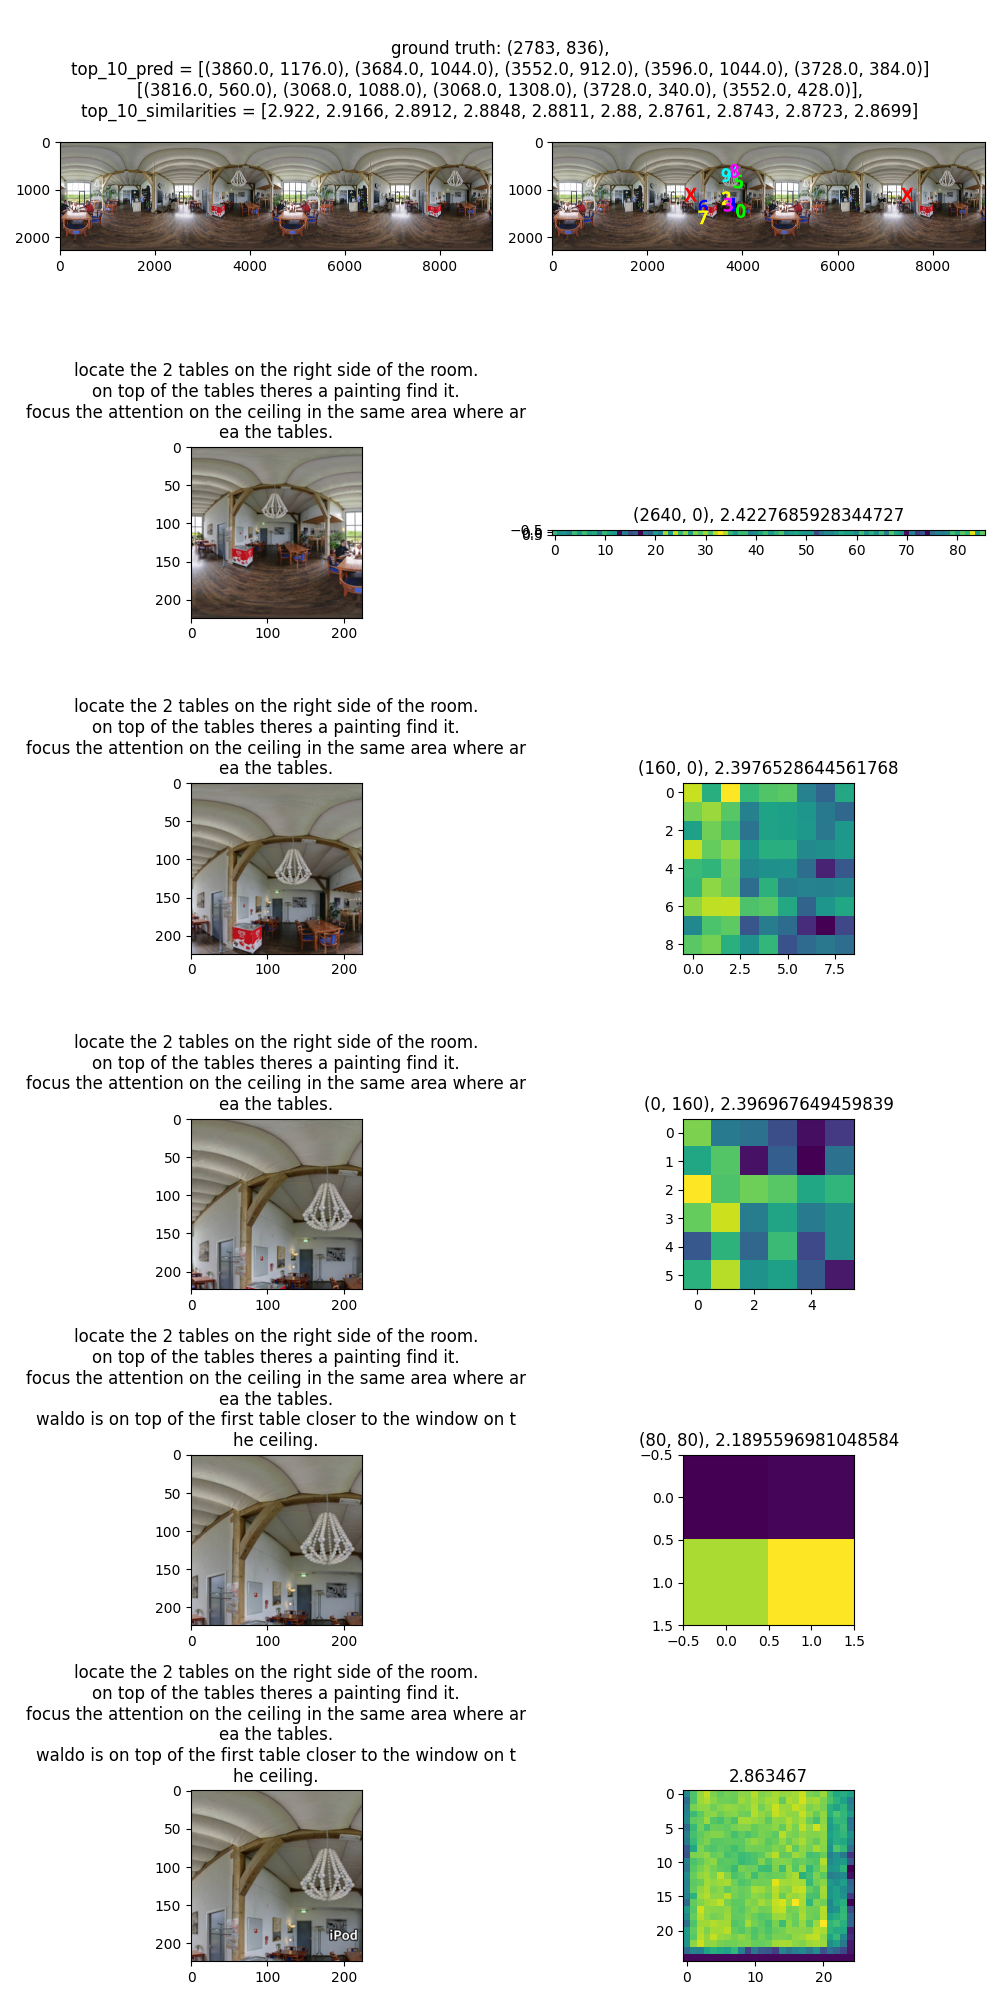 ground truth: (2783, 836),
top_10_pred = [(3860.0, 1176.0), (3684.0, 1044.0), (3552.0, 912.0), (3596.0, 1044.0), (3728.0, 384.0)]
[(3816.0, 560.0), (3068.0, 1088.0), (3068.0, 1308.0), (3728.0, 340.0), (3552.0, 428.0)],
top_10_similarities = [2.922, 2.9166, 2.8912, 2.8848, 2.8811, 2.88, 2.8761, 2.8743, 2.8723, 2.8699]
0
1000
2000
0 2000 4000 6000 8000
0
1000
2000
X
9
6
7
0
X
0 2000 4000 6000 8000
locate the 2 tables on the right side of the room.
on top of the tables theres a painting find it.
focus the attention on the ceiling in the same area where ar
ea the tables.
0
50
100
150
200
0 100 200
(2640, 0), 2.4227685928344727
0 10 20 30 40 50 60 70 80
locate the 2 tables on the right side of the room.
on top of the tables theres a painting find it.
focus the attention on the ceiling in the same area where ar
ea the tables.
0
50
100
150
200
0 100 200
(160, 0), 2.3976528644561768
0
2
4
6
8
0.0 2.5 5.0 7.5
locate the 2 tables on the right side of the room.
on top of the tables theres a painting find it.
focus the attention on the ceiling in the same area where ar
ea the tables.
0
50
100
150
200
0 100 200
(0, 160), 2.396967649459839
0
1
2
3
4
5
0 2 4
locate the 2 tables on the right side of the room.
on top of the tables theres a painting find it.
focus the attention on the ceiling in the same area where ar
ea the tables.
waldo is on top of the first table closer to the window on t
he ceiling.
0
50
100
150
200
0 100 200
(80, 80), 2.1895596981048584
−0.5
0.0
0.5
1.0
1.5
−0.5 0.0 0.5 1.0 1.5
locate the 2 tables on the right side of the room.
on top of the tables theres a painting find it.
focus the attention on the ceiling in the same area where ar
ea the tables.
waldo is on top of the first table closer to the window on t
he ceiling.
0
50
100
150
200
iPod
0 100 200
2.863467
0
5
10
15
20
0 10 20